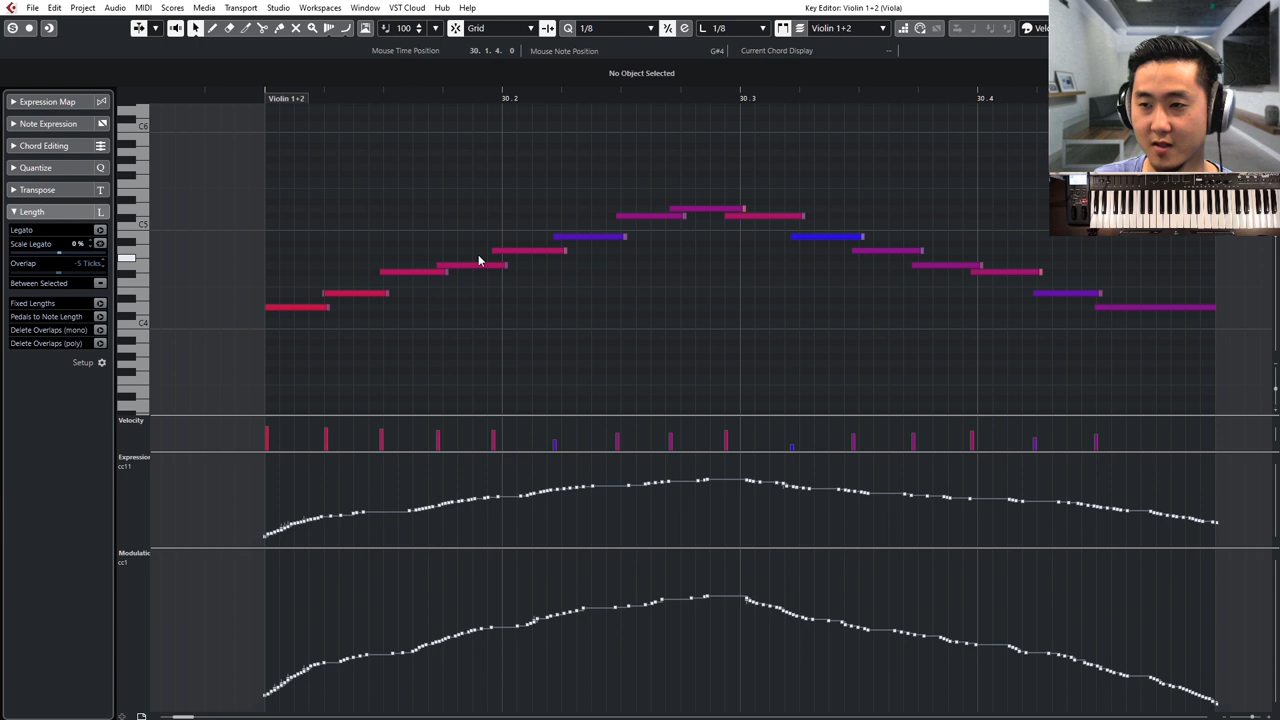 File Edit Project Audio MIDI Scores Media Transport Studio Workspaces Window VST Cloud Hub Help
Key Editor: Violin 1+2 (Viola)
100 Grid Q 1/8 L 1/8 Violin 1+2 Velo
Mouse Time Position 30. 1. 4. 0 Mouse Note Position G#4 Current Chord Display --
No Object Selected
Violin 1+2 30.2 30.3 30.4
Expression Map
Note Expression
Chord Editing
Quantize Q
Transpose T
Length L
Legato
Scale Legato 0 %
Overlap -5 Ticks
Between Selected
Fixed Lengths
Pedals to Note Length
Delete Overlaps (mono)
Delete Overlaps (poly)
Setup
C6
C5
C4
Velocity
Expression
cc11
Modulatic
cc1